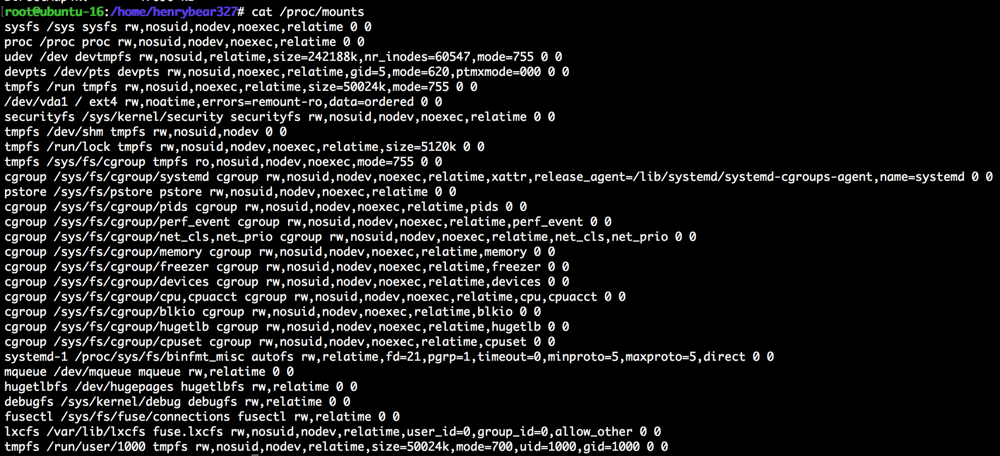 root@ubuntu-16:/home/henrybear327# cat /proc/mounts
sysfs /sys sysfs rw,nosuid,nodev,noexec,relatime 0 0
proc /proc proc rw,nosuid,nodev,noexec,relatime 0 0
udev /dev devtmpfs rw,nosuid,relatime,size=242188k,nr_inodes=60547,mode=755 0 0
devpts /dev/pts devpts rw,nosuid,noexec,relatime,gid=5,mode=620,ptmxmode=000 0 0
tmpfs /run tmpfs rw,nosuid,noexec,relatime,size=50024k,mode=755 0 0
/dev/vda1 / ext4 rw,noatime,errors=remount-ro,data=ordered 0 0
securityfs /sys/kernel/security securityfs rw,nosuid,nodev,noexec,relatime 0 0
tmpfs /dev/shm tmpfs rw,nosuid,nodev 0 0
tmpfs /run/lock tmpfs rw,nosuid,nodev,noexec,relatime,size=5120k 0 0
tmpfs /sys/fs/cgroup tmpfs ro,nosuid,nodev,noexec,mode=755 0 0
cgroup /sys/fs/cgroup/systemd cgroup rw,nosuid,nodev,noexec,relatime,xattr,release_agent=/lib/systemd/systemd-cgroups-agent,name=systemd 0 0
pstore /sys/fs/pstore pstore rw,nosuid,nodev,noexec,relatime 0 0
cgroup /sys/fs/cgroup/pids cgroup rw,nosuid,nodev,noexec,relatime,pids 0 0
cgroup /sys/fs/cgroup/perf_event cgroup rw,nosuid,nodev,noexec,relatime,perf_event 0 0
cgroup /sys/fs/cgroup/net_cls,net_prio cgroup rw,nosuid,nodev,noexec,relatime,net_cls,net_prio 0 0
cgroup /sys/fs/cgroup/memory cgroup rw,nosuid,nodev,noexec,relatime,memory 0 0
cgroup /sys/fs/cgroup/freezer cgroup rw,nosuid,nodev,noexec,relatime,freezer 0 0
cgroup /sys/fs/cgroup/devices cgroup rw,nosuid,nodev,noexec,relatime,devices 0 0
cgroup /sys/fs/cgroup/cpu,cpuacct cgroup rw,nosuid,nodev,noexec,relatime,cpu,cpuacct 0 0
cgroup /sys/fs/cgroup/blkio cgroup rw,nosuid,nodev,noexec,relatime,blkio 0 0
cgroup /sys/fs/cgroup/hugetlb cgroup rw,nosuid,nodev,noexec,relatime,hugetlb 0 0
cgroup /sys/fs/cgroup/cpuset cgroup rw,nosuid,nodev,noexec,relatime,cpuset 0 0
systemd-1 /proc/sys/fs/binfmt_misc autofs rw,relatime,fd=21,pgrp=1,timeout=0,minproto=5,maxproto=5,direct 0 0
mqueue /dev/mqueue mqueue rw,relatime 0 0
hugetlbfs /dev/hugepages hugetlbfs rw,relatime 0 0
debugfs /sys/kernel/debug debugfs rw,relatime 0 0
fusectl /sys/fs/fuse/connections fusectl rw,relatime 0 0
lxcfs /var/lib/lxcfs fuse.lxcfs rw,nosuid,nodev,relatime,user_id=0,group_id=0,allow_other 0 0
tmpfs /run/user/1000 tmpfs rw,nosuid,nodev,relatime,size=50024k,mode=700,uid=1000,gid=1000 0 0